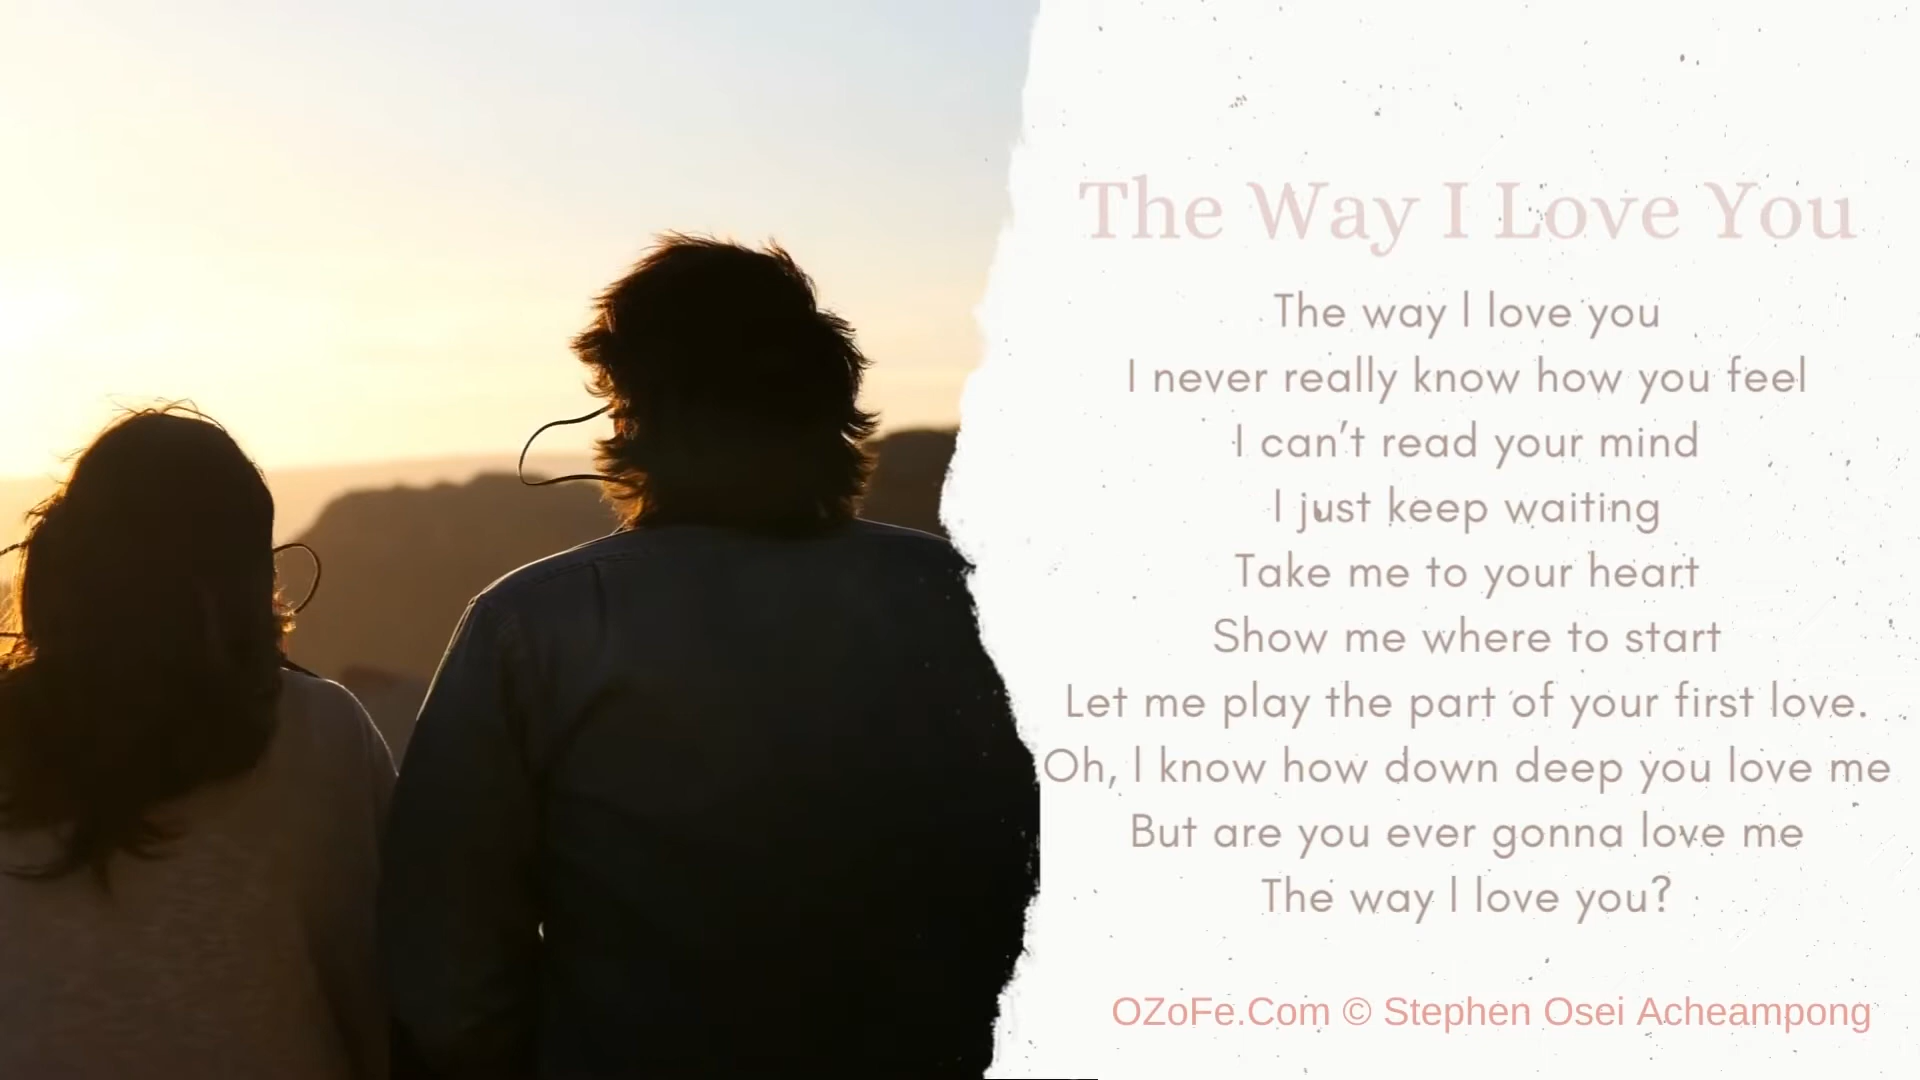 The Way I Love You
The way I love you
I never really know how you feel
I can’t read your mind
I just keep waiting
Take me to your heart
Show me where to start
Let me play the part of your first love.
Oh, I know how down deep you love me
But are you ever gonna love me
The way I love you?
OZoFe.Com © Stephen Osei Acheampong